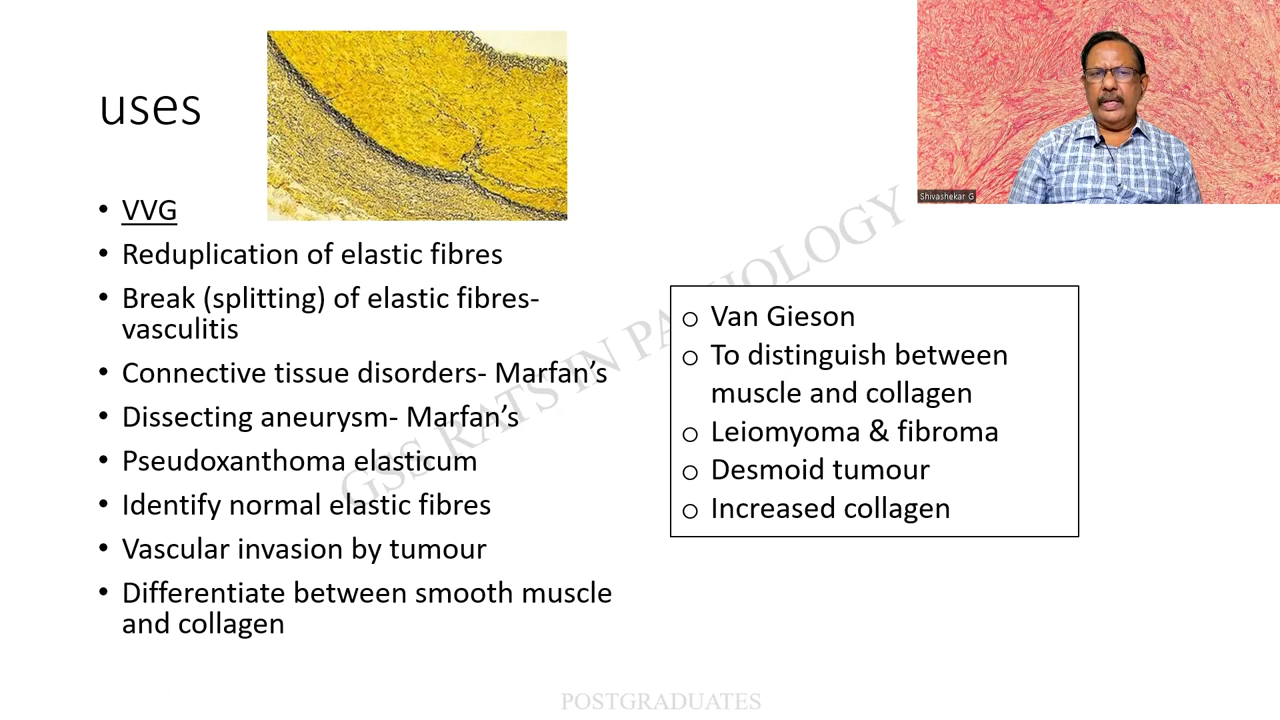 uses
• VVG
• Reduplication of elastic fibres
• Break (splitting) of elastic fibres-
vasculitis
• Connective tissue disorders- Marfan’s
• Dissecting aneurysm- Marfan’s
• Pseudoxanthoma elasticum
• Identify normal elastic fibres
• Vascular invasion by tumour
• Differentiate between smooth muscle
and collagen
Shivashekar G
o Van Gieson
o To distinguish between
muscle and collagen
o Leiomyoma & fibroma
o Desmoid tumour
o Increased collagen
GSS RATS IN PATHOLOGY
POSTGRADUATES